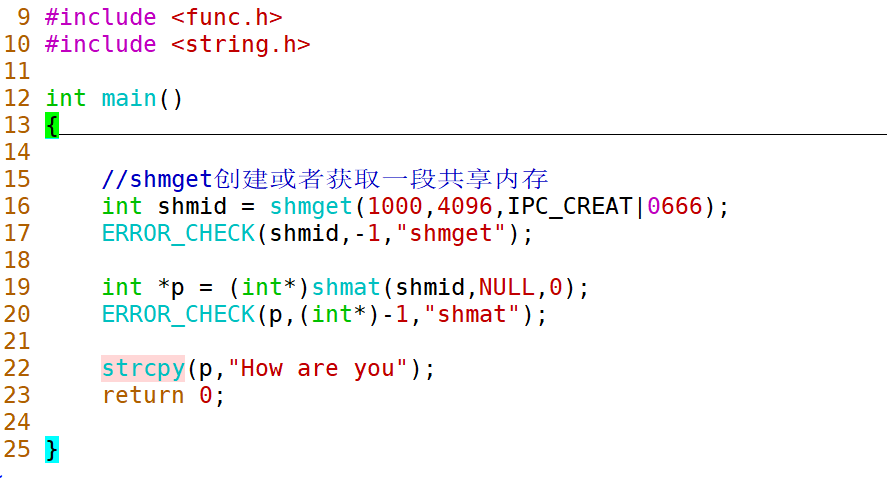 9 #include <func.h>
10 #include <string.h>
11
12 int main()
13 {
14
15     //shmget创建或者获取一段共享内存
16     int shmid = shmget(1000,4096,IPC_CREAT|0666);
17     ERROR_CHECK(shmid,-1,"shmget");
18
19     int *p = (int*)shmat(shmid,NULL,0);
20     ERROR_CHECK(p,(int*)-1,"shmat");
21
22     strcpy(p,"How are you");
23     return 0;
24
25 }